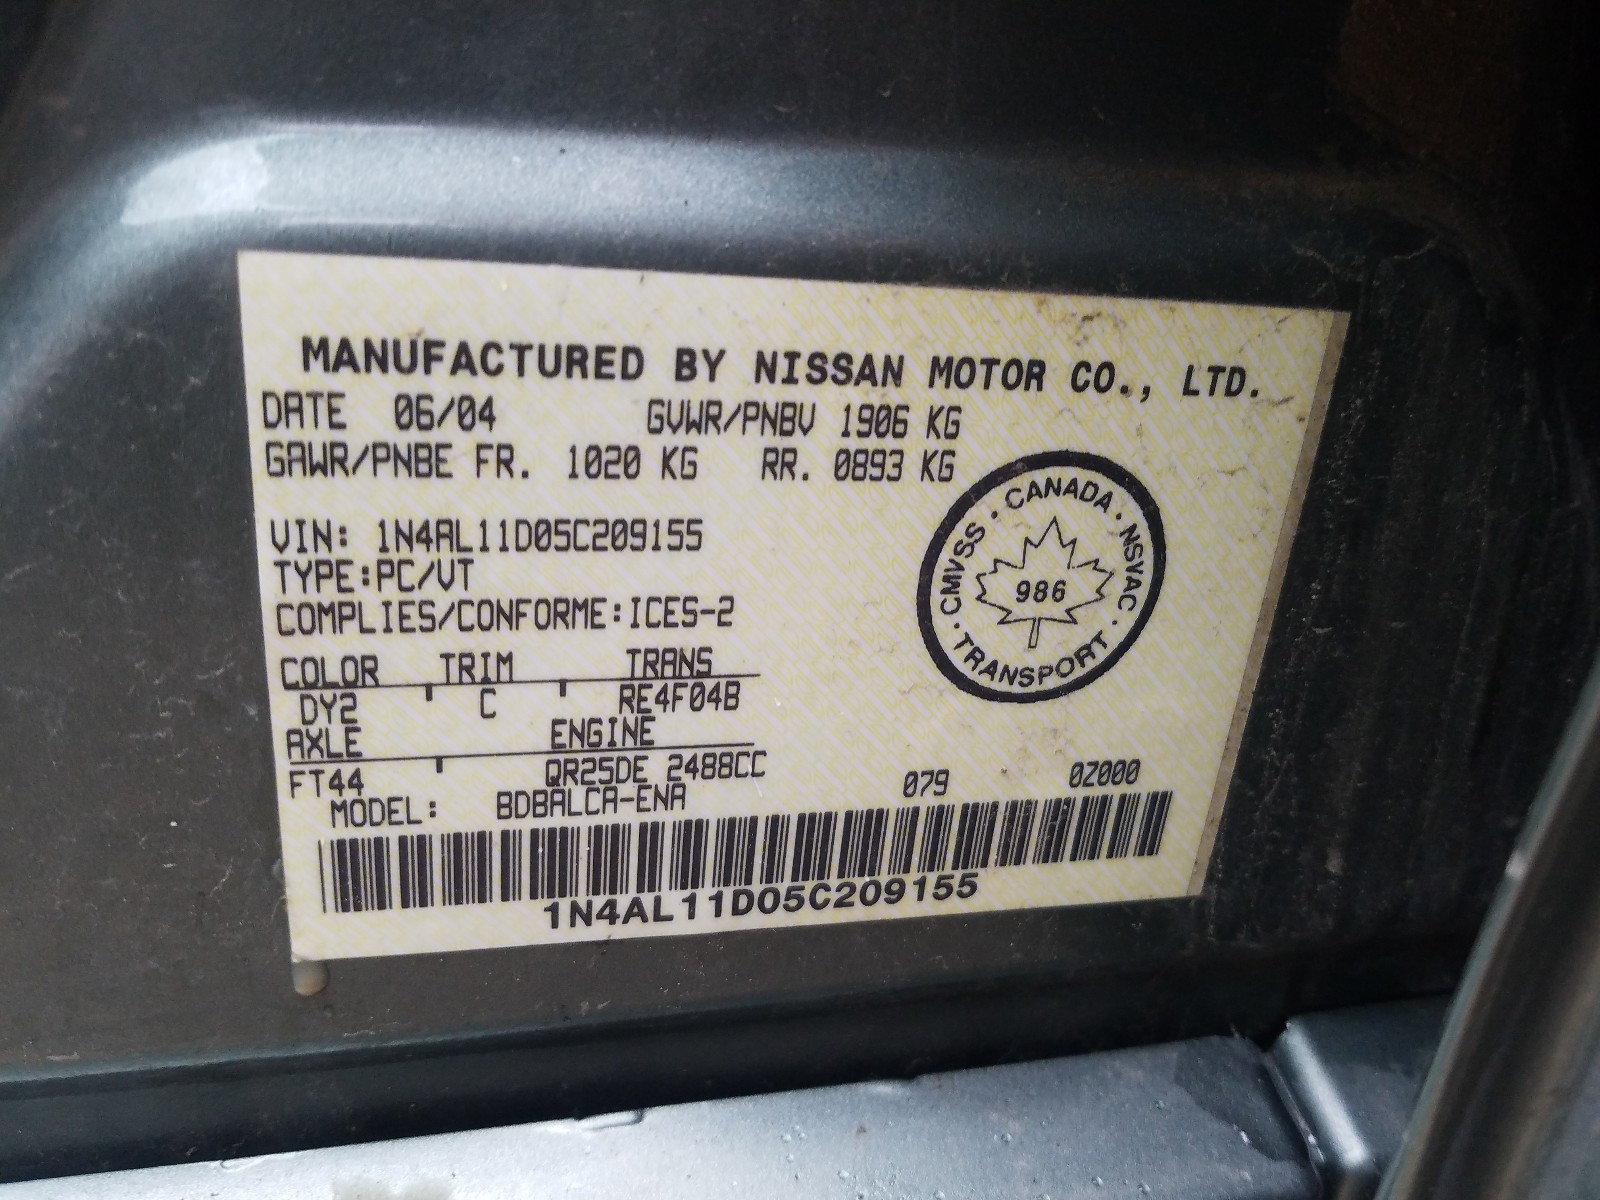 MANUFACTURED BY NISSAN MOTOR CO., LTD.
DATE 06/04 GVWR/PNBV 1906 KG
GAWR/PNBE FR. 1020 KG RR. 0893 KG
VIN: 1N4AL11D05C209155
TYPE:PC/VT
COMPLIES/CONFORME:ICES-2
CANADA · NSVAC · TRANSPORT · CMVSS ·
986
COLOR TRIM TRANS
DY2 C RE4F04B
AXLE ENGINE
FT44 QR25DE 2488CC 079 0Z000
MODEL: BDBALCA-ENA
1N4AL11D05C209155